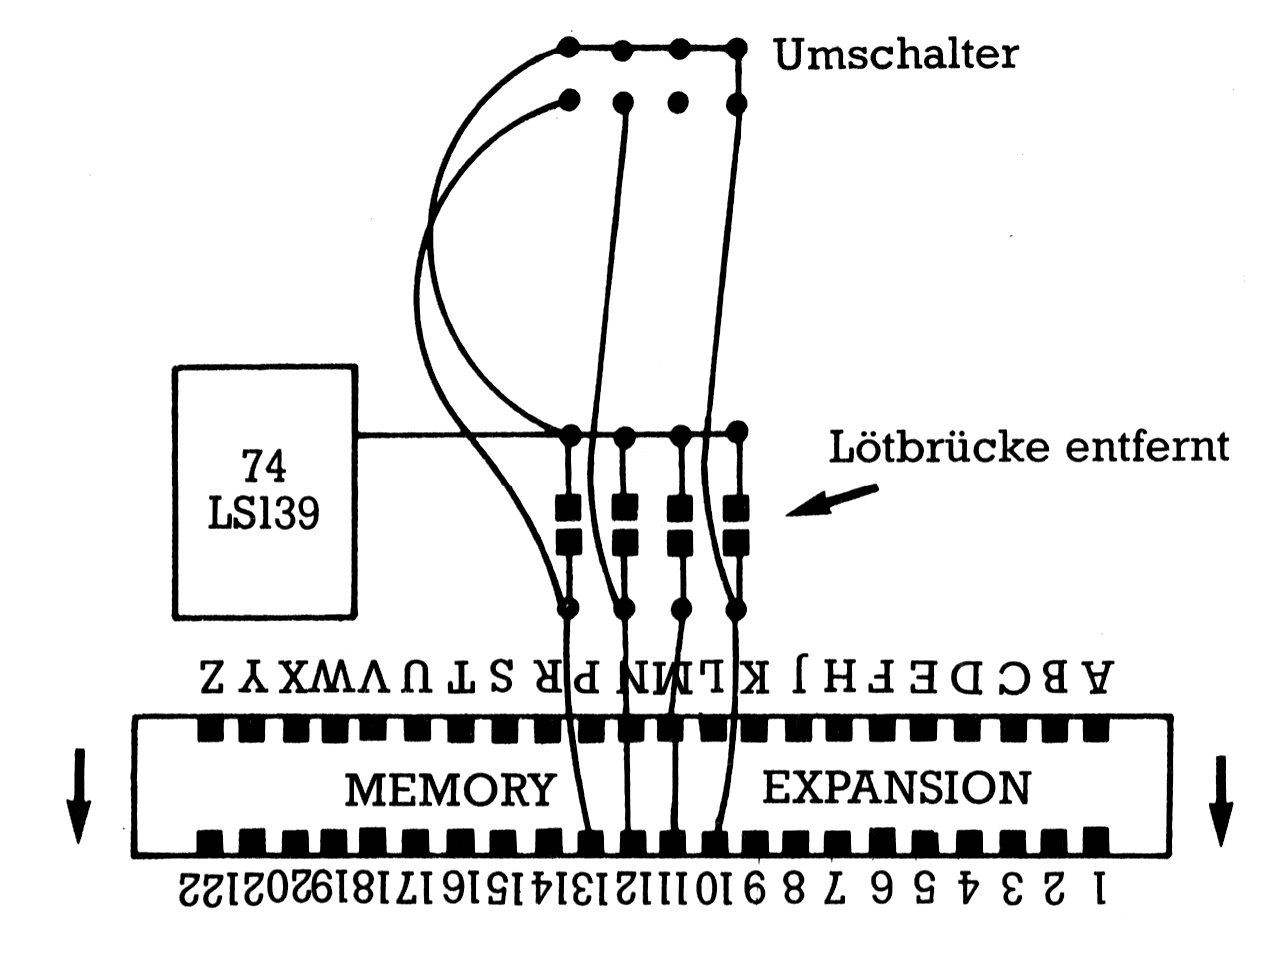 Umschalter
Lötbrücke entfernt
74
LS139
Z Y X W V U T S R P N M L K J H F E D C B A
MEMORY EXPANSION
22 21 20 19 18 17 16 15 14 13 12 11 10 9 8 7 6 5 4 3 2 1